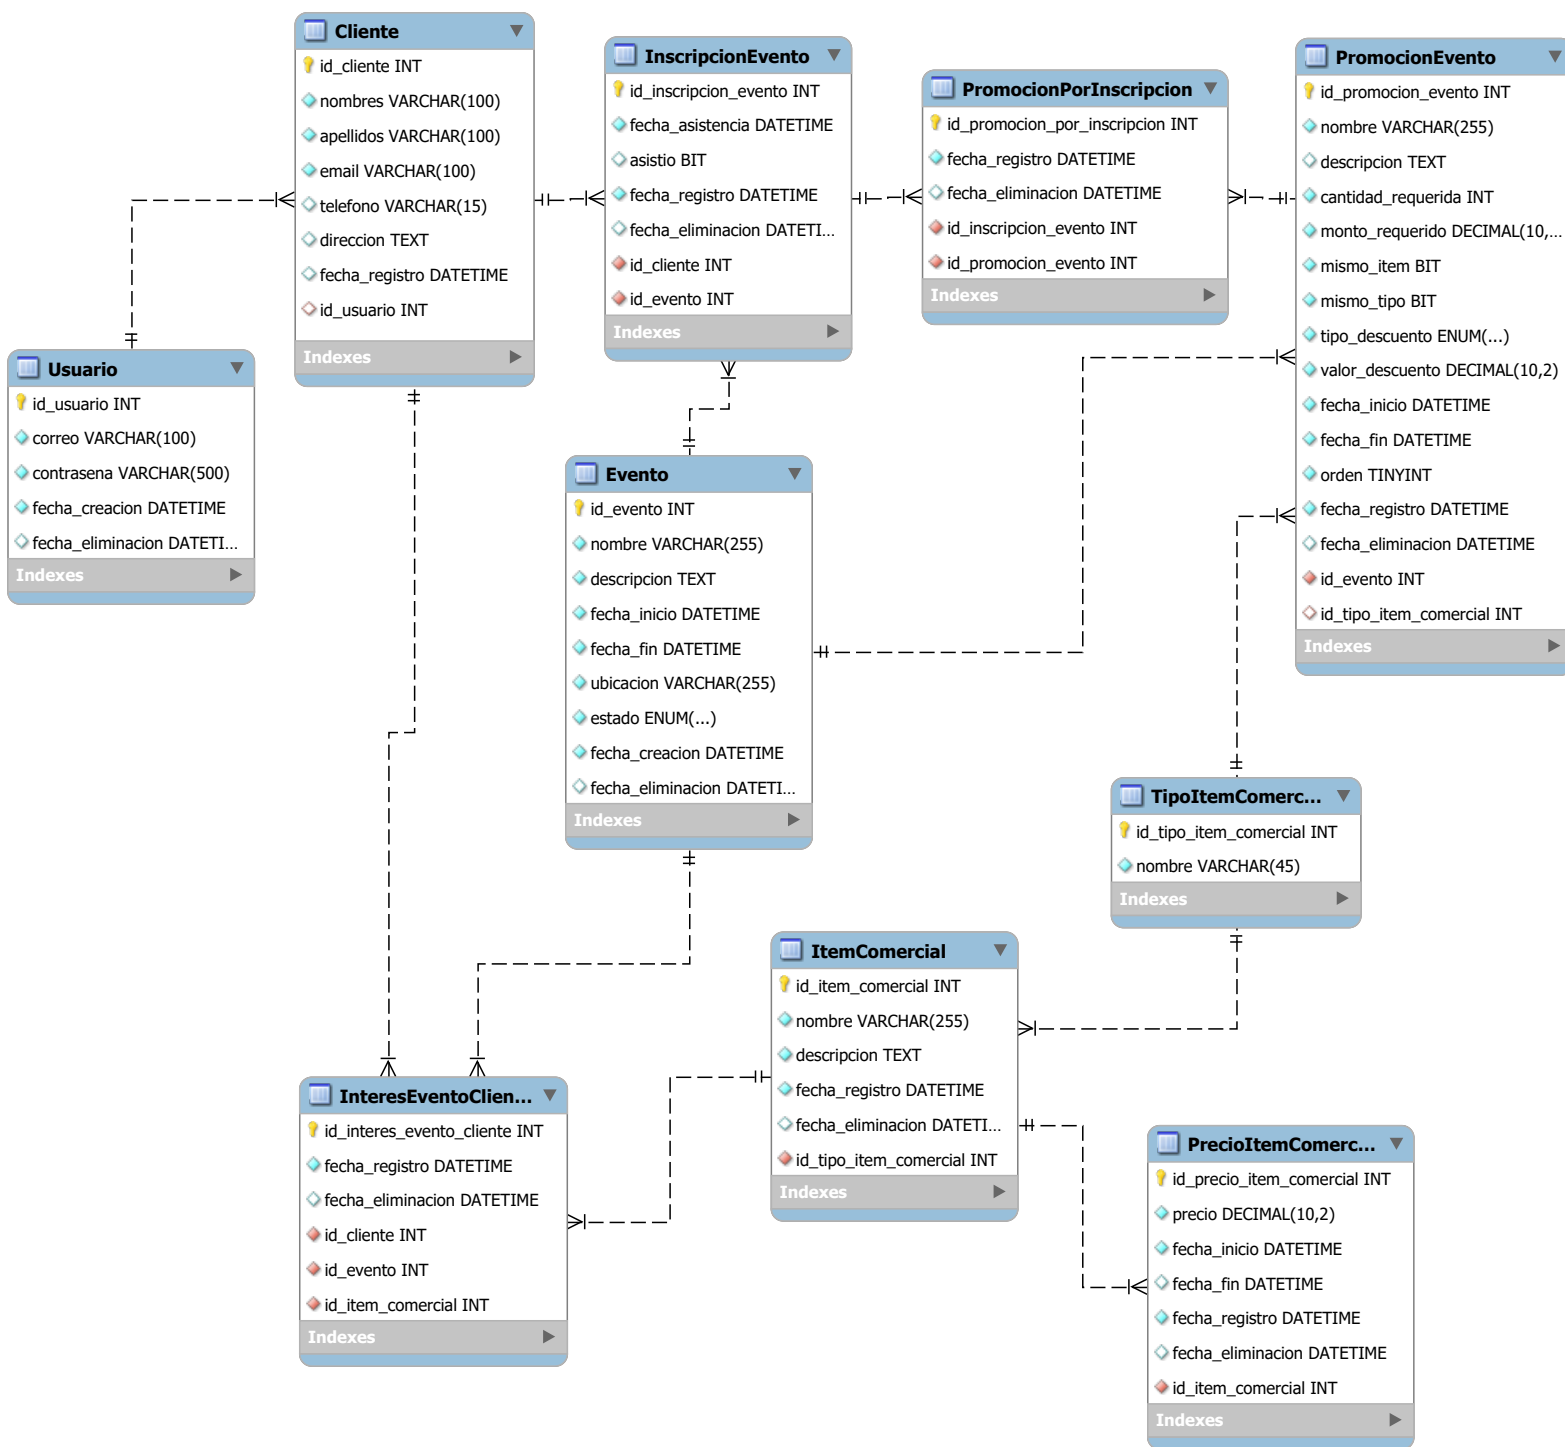 Cliente
id_cliente INT
nombres VARCHAR(100)
apellidos VARCHAR(100)
email VARCHAR(100)
telefono VARCHAR(15)
direccion TEXT
fecha_registro DATETIME
id_usuario INT
Indexes
InscripcionEvento
id_inscripcion_evento INT
fecha_asistencia DATETIME
asistio BIT
fecha_registro DATETIME
fecha_eliminacion DATETI...
id_cliente INT
id_evento INT
Indexes
PromocionPorInscripcion
id_promocion_por_inscripcion INT
fecha_registro DATETIME
fecha_eliminacion DATETIME
id_inscripcion_evento INT
id_promocion_evento INT
Indexes
PromocionEvento
id_promocion_evento INT
nombre VARCHAR(255)
descripcion TEXT
cantidad_requerida INT
monto_requerido DECIMAL(10,...
mismo_item BIT
mismo_tipo BIT
tipo_descuento ENUM(...)
valor_descuento DECIMAL(10,2)
fecha_inicio DATETIME
fecha_fin DATETIME
orden TINYINT
fecha_registro DATETIME
fecha_eliminacion DATETIME
id_evento INT
id_tipo_item_comercial INT
Indexes
Usuario
id_usuario INT
correo VARCHAR(100)
contrasena VARCHAR(500)
fecha_creacion DATETIME
fecha_eliminacion DATETI...
Indexes
Evento
id_evento INT
nombre VARCHAR(255)
descripcion TEXT
fecha_inicio DATETIME
fecha_fin DATETIME
ubicacion VARCHAR(255)
estado ENUM(...)
fecha_creacion DATETIME
fecha_eliminacion DATETI...
Indexes
TipoItemComerc...
id_tipo_item_comercial INT
nombre VARCHAR(45)
Indexes
ItemComercial
id_item_comercial INT
nombre VARCHAR(255)
descripcion TEXT
fecha_registro DATETIME
fecha_eliminacion DATETI...
id_tipo_item_comercial INT
Indexes
InteresEventoClien...
id_interes_evento_cliente INT
fecha_registro DATETIME
fecha_eliminacion DATETIME
id_cliente INT
id_evento INT
id_item_comercial INT
Indexes
PrecioItemComerc...
id_precio_item_comercial INT
precio DECIMAL(10,2)
fecha_inicio DATETIME
fecha_fin DATETIME
fecha_registro DATETIME
fecha_eliminacion DATETIME
id_item_comercial INT
Indexes